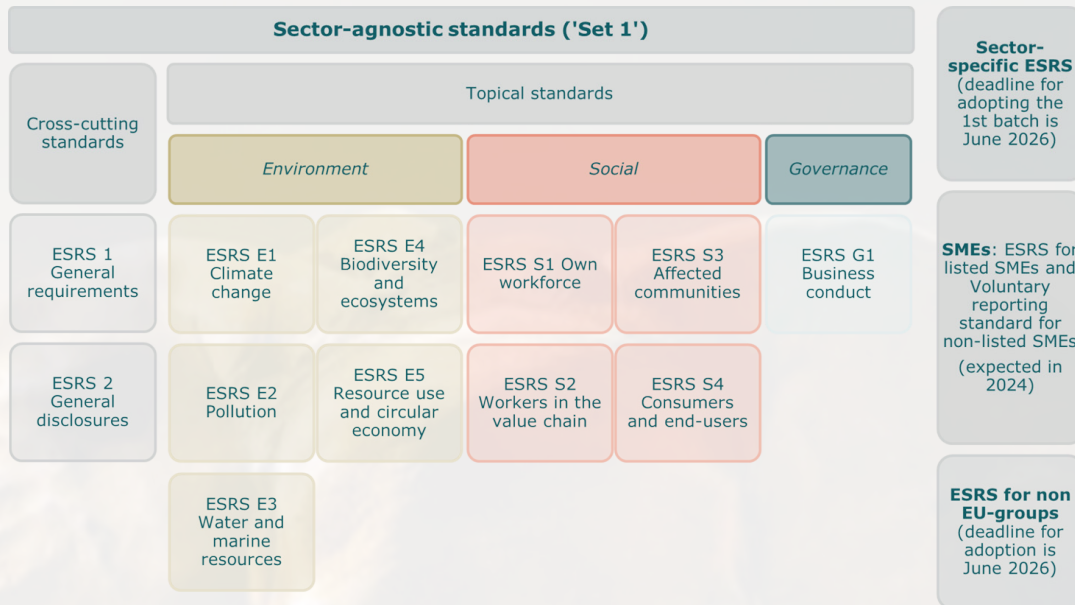 Sector-agnostic standards ('Set 1')
Cross-cutting
standards
Topical standards
Environment
Social
Governance
ESRS 1
General
requirements
ESRS E1
Climate
change
ESRS E4
Biodiversity
and
ecosystems
ESRS S1 Own
workforce
ESRS S3
Affected
communities
ESRS G1
Business
conduct
ESRS 2
General
disclosures
ESRS E2
Pollution
ESRS E5
Resource use
and circular
economy
ESRS S2
Workers in the
value chain
ESRS S4
Consumers
and end-users
ESRS E3
Water and
marine
resources
Sector-
specific ESRS
(deadline for
adopting the
1st batch is
June 2026)
SMEs: ESRS for
listed SMEs and
Voluntary
reporting
standard for
non-listed SMEs
(expected in
2024)
ESRS for non
EU-groups
(deadline for
adoption is
June 2026)